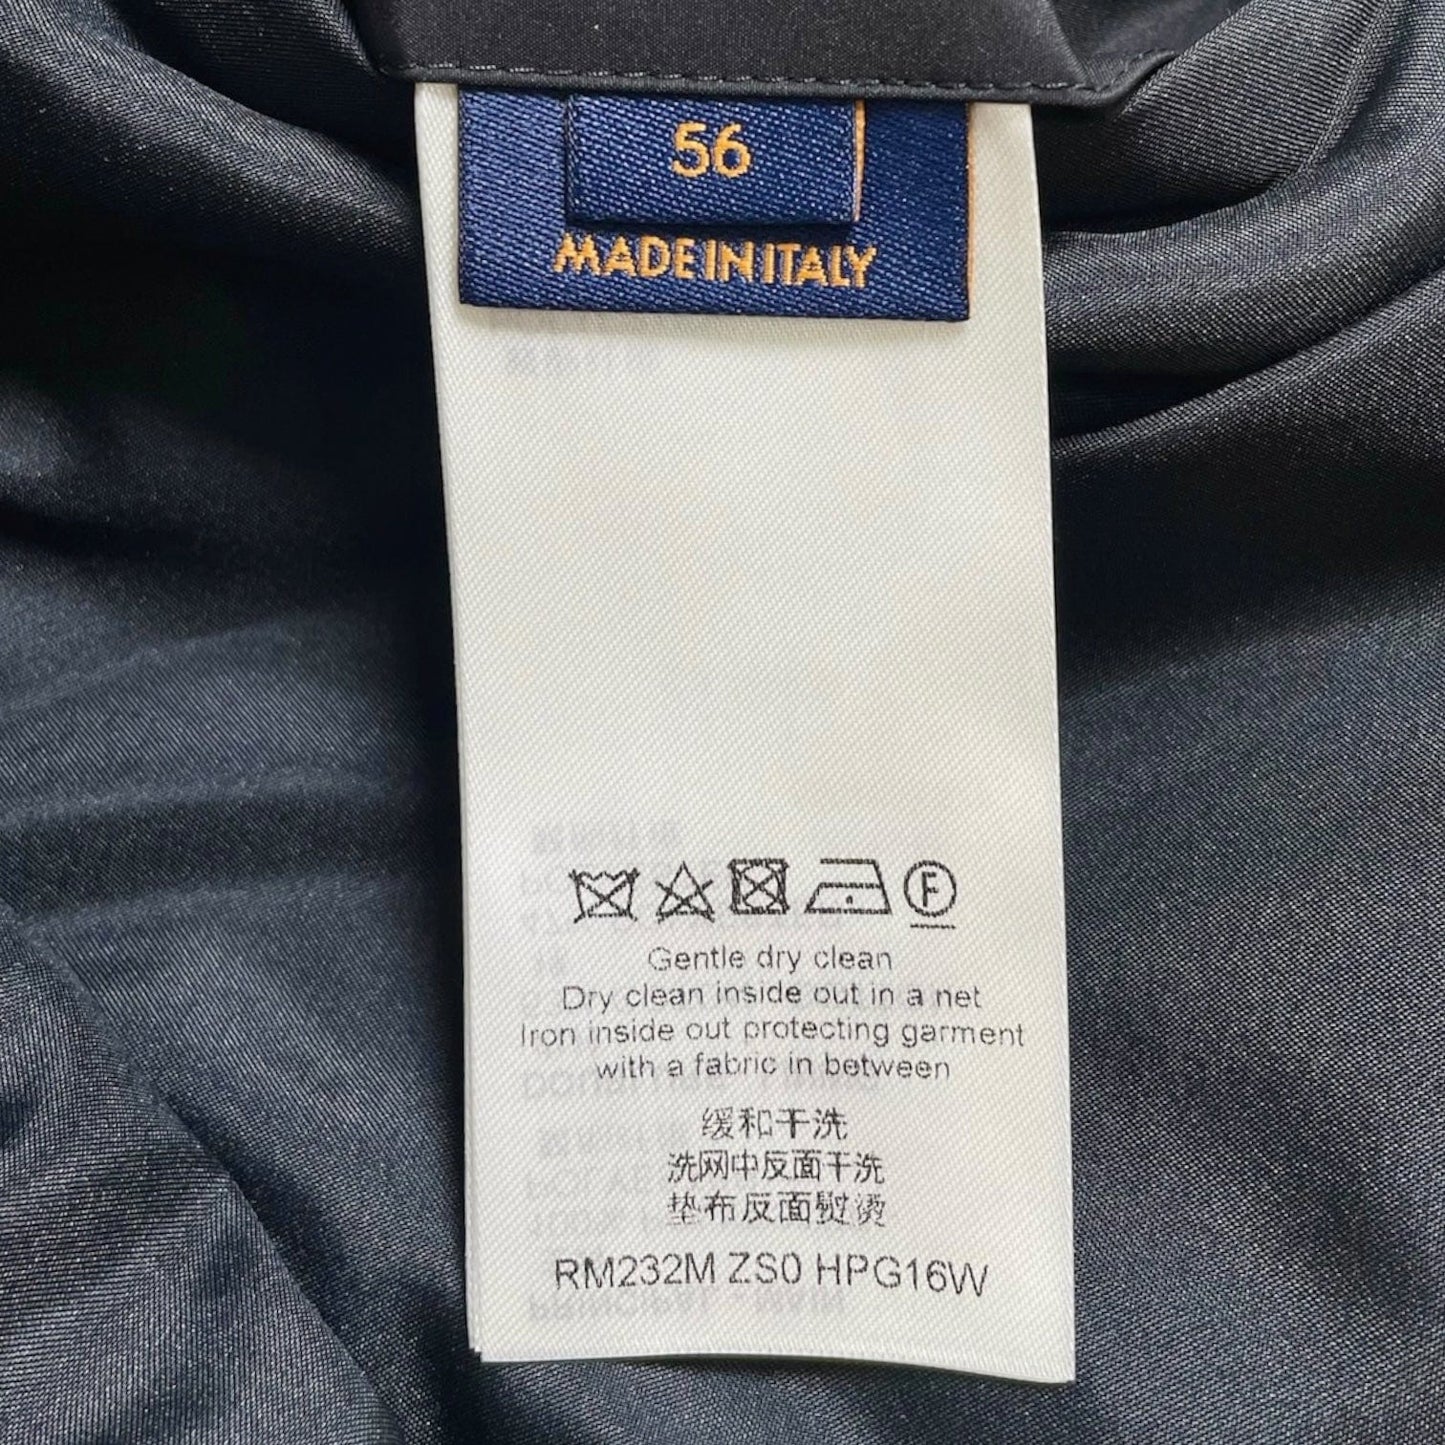 56
MADE IN ITALY
F
Gentle dry clean
Dry clean inside out in a net
Iron inside out protecting garment
with a fabric in between
缓和干洗
洗网中反面干洗
垫布反面熨烫
RM232M ZS0 HPG16W